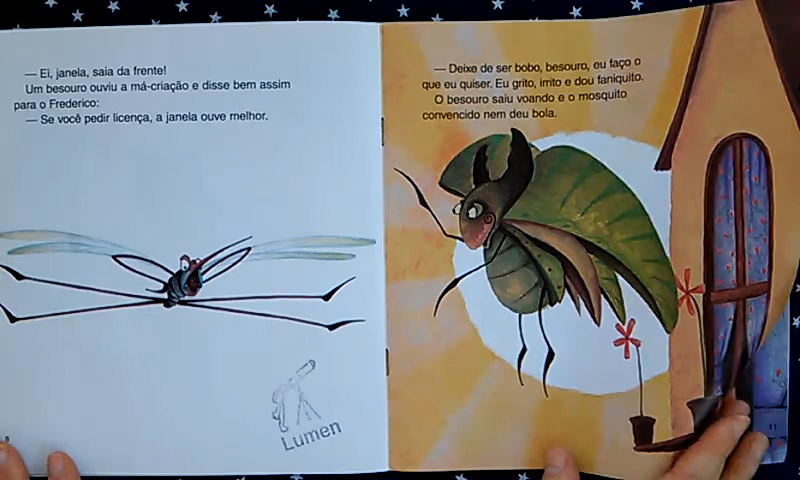 — Ei, janela, saia da frente!
Um besouro ouviu a má-criação e disse bem assim
para o Frederico:
— Se você pedir licença, a janela ouve melhor.
Lumen
— Deixe de ser bobo, besouro, eu faço o
que eu quiser. Eu grito, irrito e dou faniquito.
O besouro saiu voando e o mosquito
convencido nem deu bola.
11